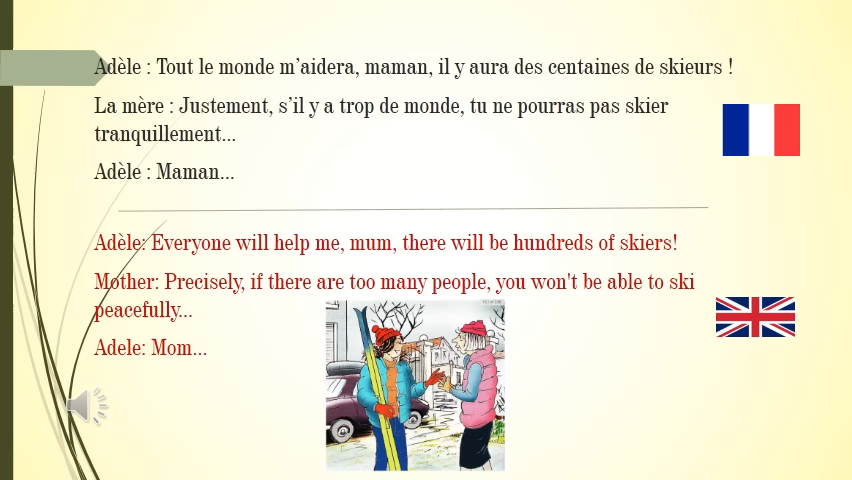 Adèle : Tout le monde m’aidera, maman, il y aura des centaines de skieurs !
La mère : Justement, s’il y a trop de monde, tu ne pourras pas skier
tranquillement...
Adèle : Maman...
Adèle: Everyone will help me, mum, there will be hundreds of skiers!
Mother: Precisely, if there are too many people, you won't be able to ski
peacefully...
Adele: Mom...